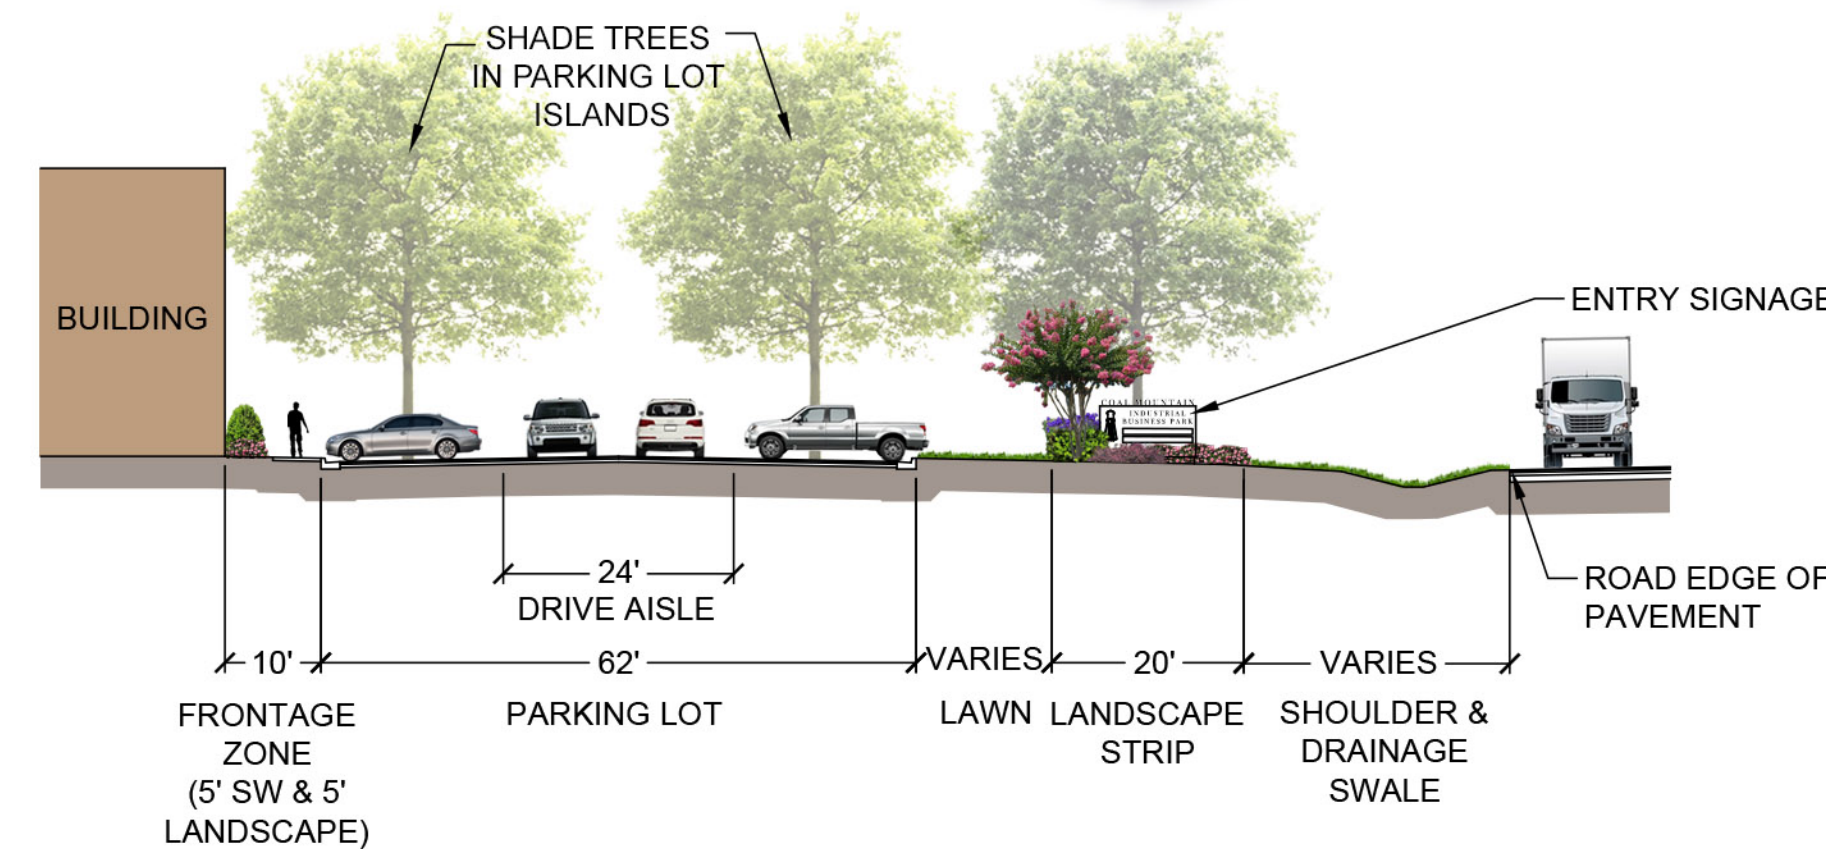 SHADE TREES
IN PARKING LOT
ISLANDS
BUILDING
ENTRY SIGNAGE
COAL MOUNTAIN
INDUSTRIAL
BUSINESS PARK
24'
DRIVE AISLE
ROAD EDGE OF
PAVEMENT
10'
62'
VARIES
20'
VARIES
FRONTAGE
ZONE
(5' SW & 5'
LANDSCAPE)
PARKING LOT
LAWN
LANDSCAPE
STRIP
SHOULDER &
DRAINAGE
SWALE